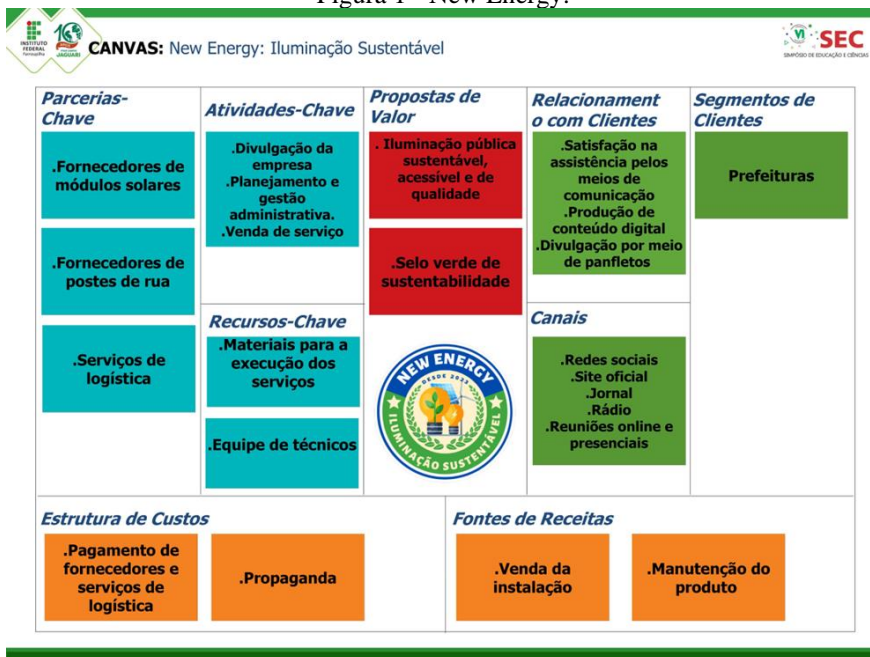 Figura 1 - New Energy.
INSTITUTO
FEDERAL
Farroupilha
JAGUARI
CANVAS: New Energy: Iluminação Sustentável
VI SEC
SIMPÓSIO DE EDUCAÇÃO E CIÊNCIAS
Parcerias-
Chave
.Fornecedores de
módulos solares
.Fornecedores de
postes de rua
.Serviços de
logística
Atividades-Chave
.Divulgação da
empresa
.Planejamento e
gestão
administrativa.
.Venda de serviço
Recursos-Chave
.Materiais para a
execução dos
serviços
.Equipe de técnicos
Propostas de
Valor
. Iluminação pública
sustentável,
acessível e de
qualidade
.Selo verde de
sustentabilidade
NEW ENERGY
DESDE 2023
ILUMINAÇÃO SUSTENTÁVEL
Relacionament
o com Clientes
.Satisfação na
assistência pelos
meios de
comunicação
.Produção de
conteúdo digital
.Divulgação por meio
de panfletos
Canais
.Redes sociais
.Site oficial
.Jornal
.Rádio
.Reuniões online e
presenciais
Segmentos de
Clientes
Prefeituras
Estrutura de Custos
.Pagamento de
fornecedores e
serviços de
logística
.Propaganda
Fontes de Receitas
.Venda da
instalação
.Manutenção do
produto